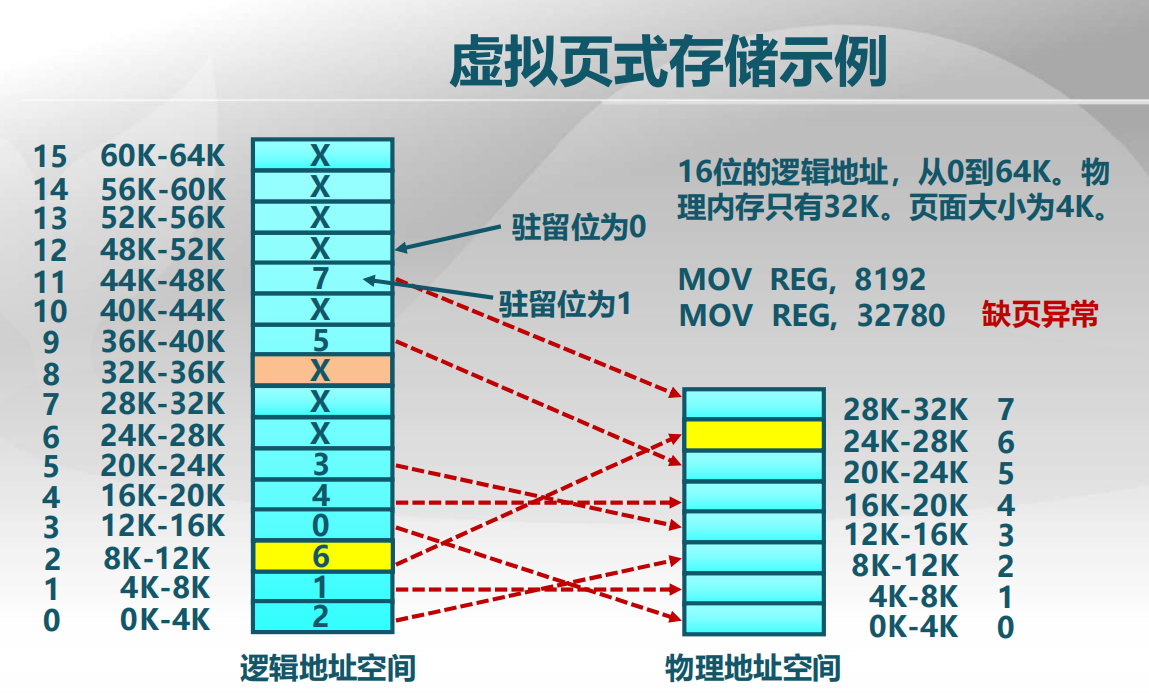 虚拟页式存储示例
16位的逻辑地址，从0到64K。物
理内存只有32K。页面大小为4K。
MOV REG, 8192
MOV REG, 32780 缺页异常
驻留位为0
驻留位为1
15 60K-64K X
14 56K-60K X
13 52K-56K X
12 48K-52K X
11 44K-48K 7
10 40K-44K X
9 36K-40K 5
8 32K-36K X
7 28K-32K X
6 24K-28K X
5 20K-24K 3
4 16K-20K 4
3 12K-16K 0
2 8K-12K 6
1 4K-8K 1
0 0K-4K 2
逻辑地址空间
28K-32K 7
24K-28K 6
20K-24K 5
16K-20K 4
12K-16K 3
8K-12K 2
4K-8K 1
0K-4K 0
物理地址空间